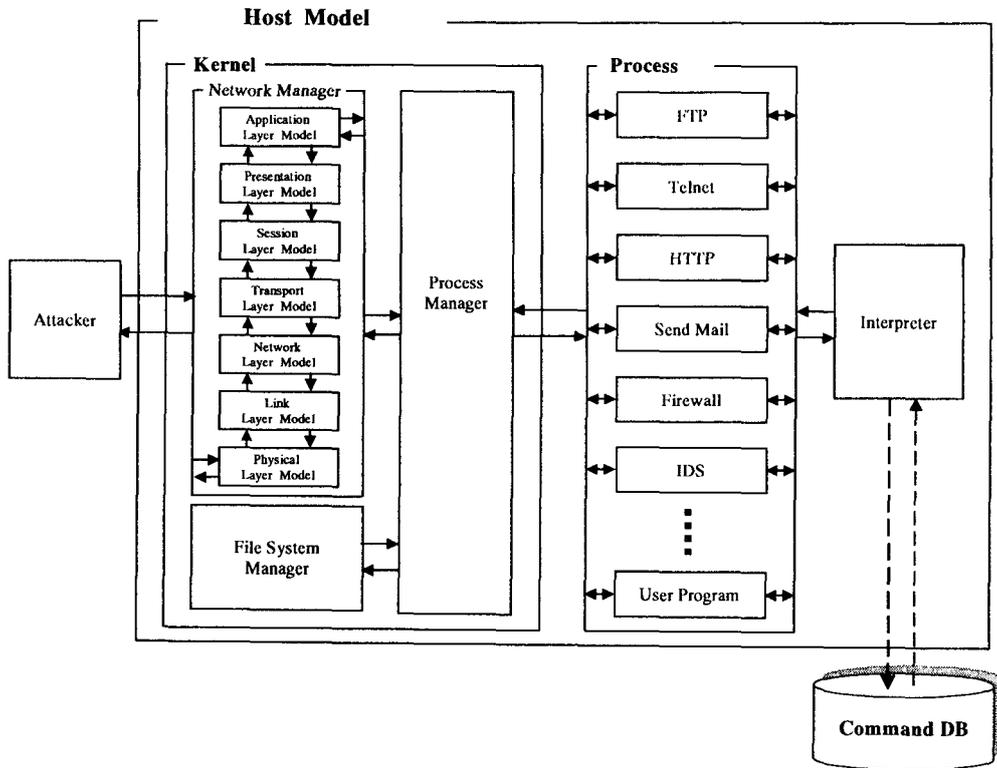 Host Model
Kernel
Network Manager
Application
Layer Model
Presentation
Layer Model
Session
Layer Model
Transport
Layer Model
Network
Layer Model
Link
Layer Model
Physical
Layer Model
File System
Manager
Process
Manager
Process
FTP
Telnet
HTTP
Send Mail
Firewall
IDS
User Program
Attacker
Interpreter
Command DB